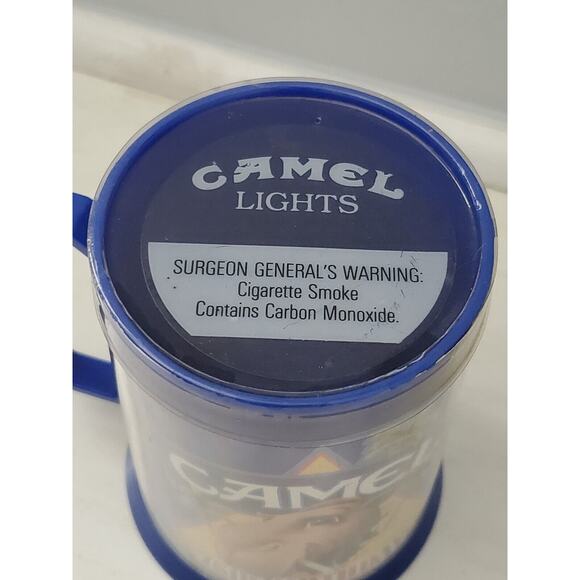 CAMEL
LIGHTS
SURGEON GENERAL'S WARNING:
Cigarette Smoke
Contains Carbon Monoxide.
CAMEL